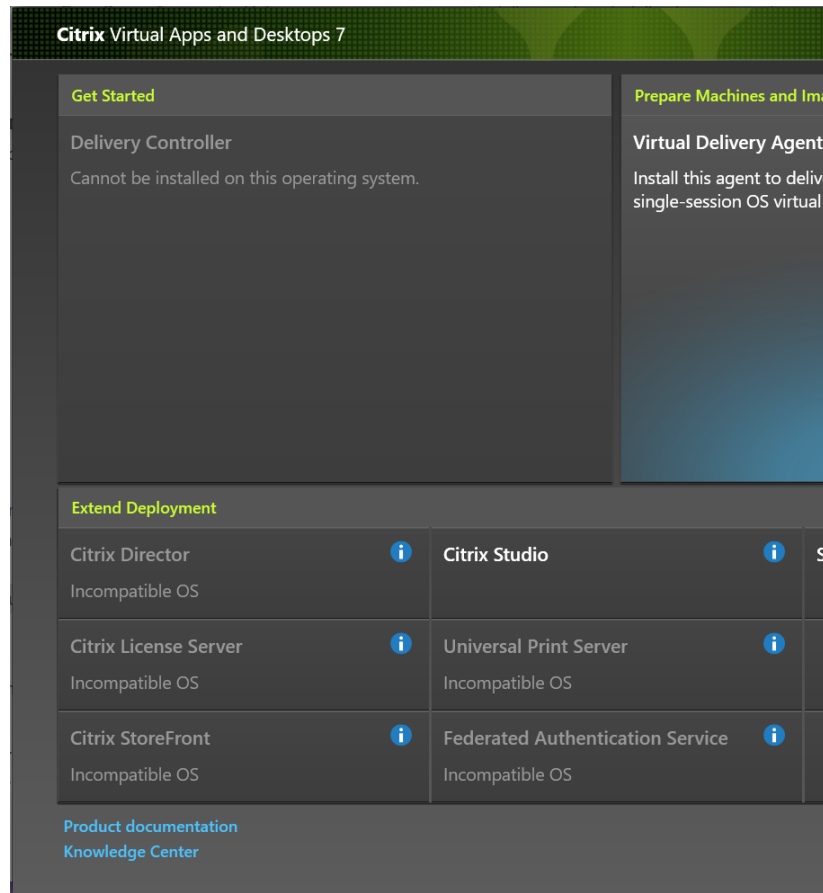 Citrix Virtual Apps and Desktops 7
Get Started
Delivery Controller
Cannot be installed on this operating system.
Prepare Machines and
Virtual Delivery Agent
Install this agent to
single-session OS virtual
Extend Deployment
Citrix Director
Incompatible OS
Citrix Studio
Citrix License Server
Incompatible OS
Universal Print Server
Incompatible OS
Citrix StoreFront
Incompatible OS
Federated Authentication Service
Incompatible OS
Product documentation
Knowledge Center